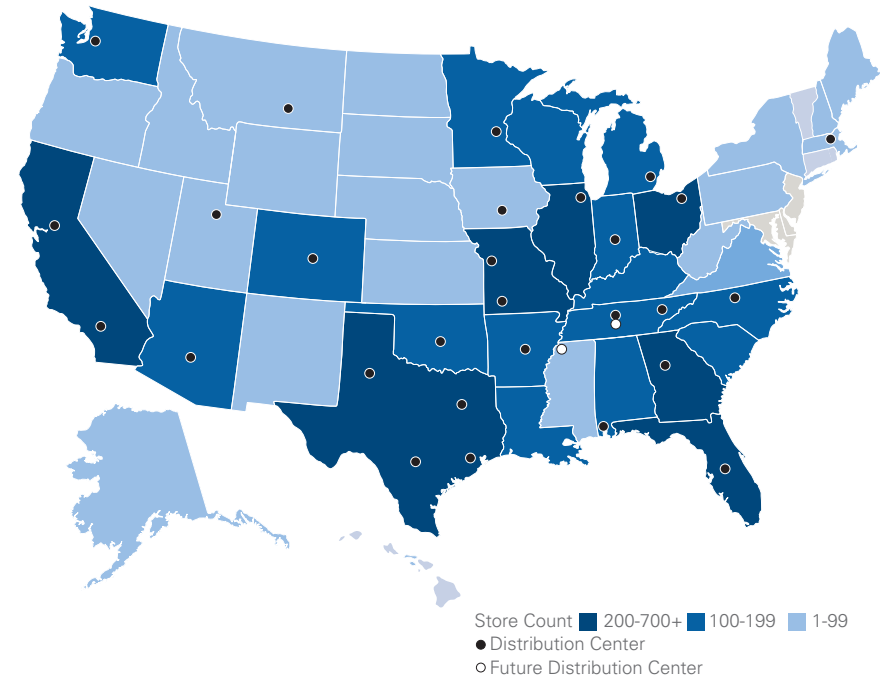 Store Count 200-700+ 100-199 1-99
Distribution Center
Future Distribution Center